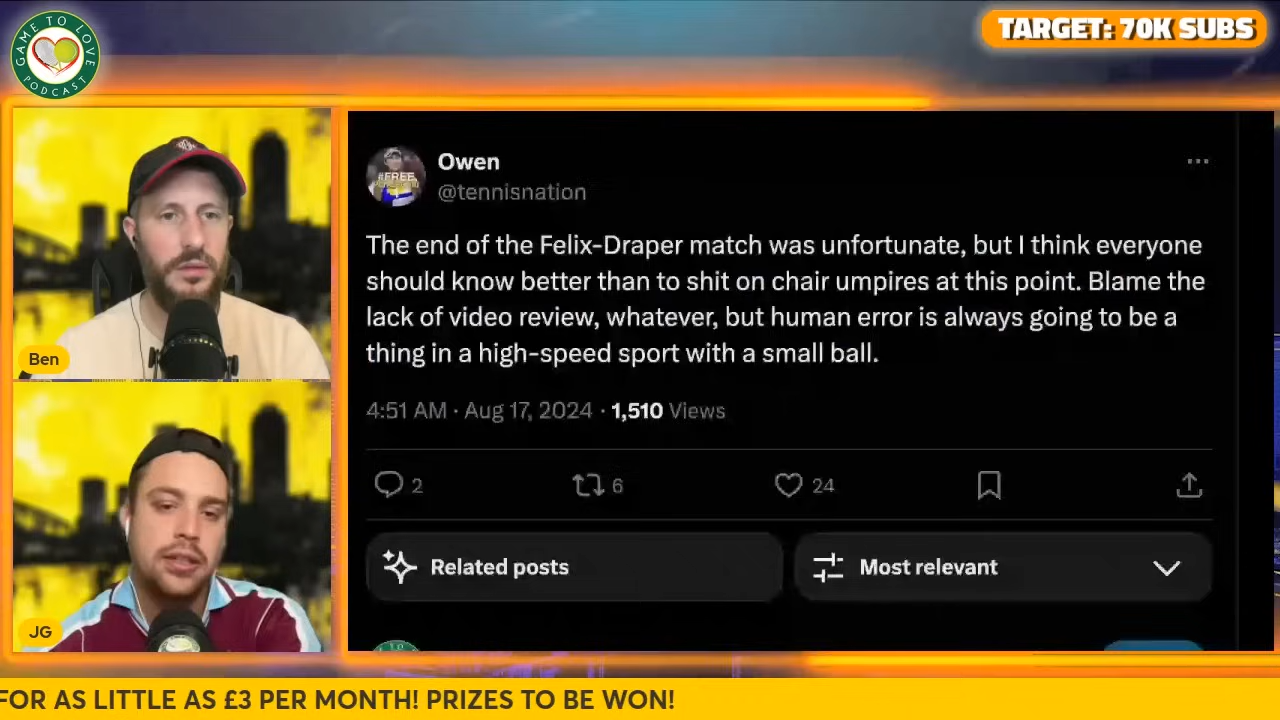 GAME TO LOVE
PODCAST
TARGET: 70K SUBS
Ben
JG
#FREE
Owen
@tennisnation
The end of the Felix-Draper match was unfortunate, but I think everyone
should know better than to shit on chair umpires at this point. Blame the
lack of video review, whatever, but human error is always going to be a
thing in a high-speed sport with a small ball.
4:51 AM · Aug 17, 2024 · 1,510 Views
2
6
24
Related posts
Most relevant
FOR AS LITTLE AS £3 PER MONTH! PRIZES TO BE WON!